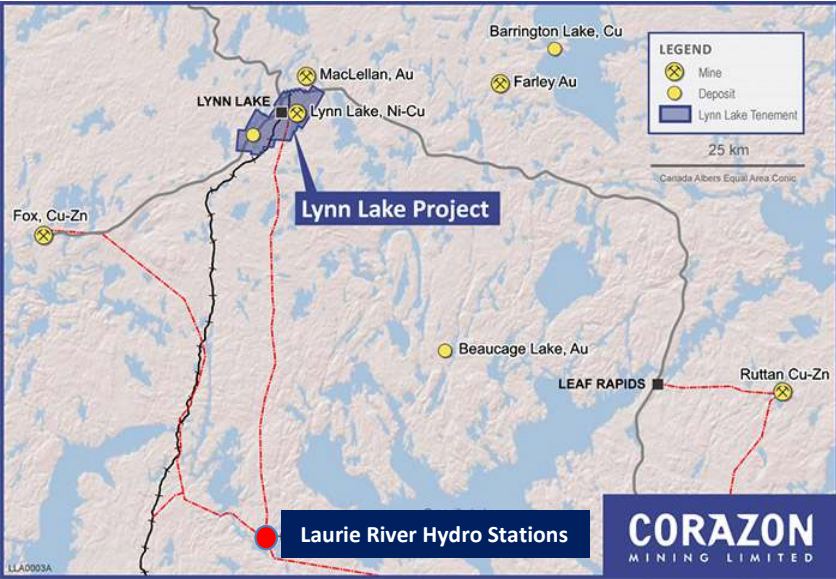 Barrington Lake, Cu
LEGEND
Mine
Deposit
Lynn Lake Tenement
25 km
Canada Albers Equal Area Conic
MacLellan, Au
Farley Au
LYNN LAKE
Lynn Lake, Ni-Cu
Lynn Lake Project
Fox, Cu-Zn
Beaucage Lake, Au
LEAF RAPIDS
Ruttan Cu-Zn
Laurie River Hydro Stations
CORAZON
MINING LIMITED
LLA0003A